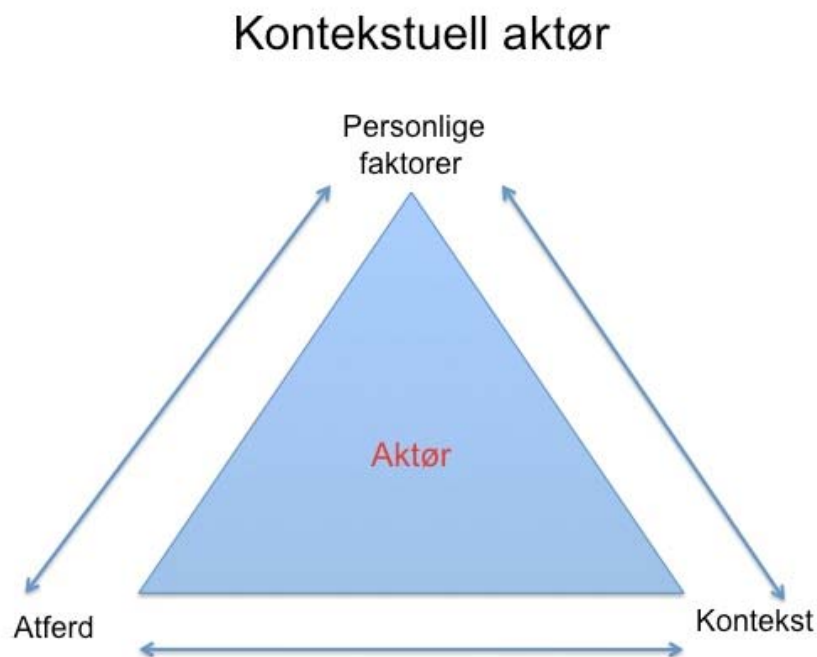 Kontekstuell aktør
Personlige
faktorer
Aktør
Atferd
Kontekst